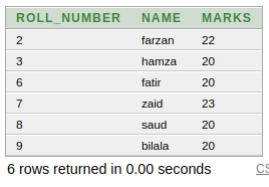 ROLL_NUMBER NAME MARKS
2 farzan 22
3 hamza 20
6 fatir 20
7 zaid 23
8 saud 20
9 bilala 20
6 rows returned in 0.00 seconds CS